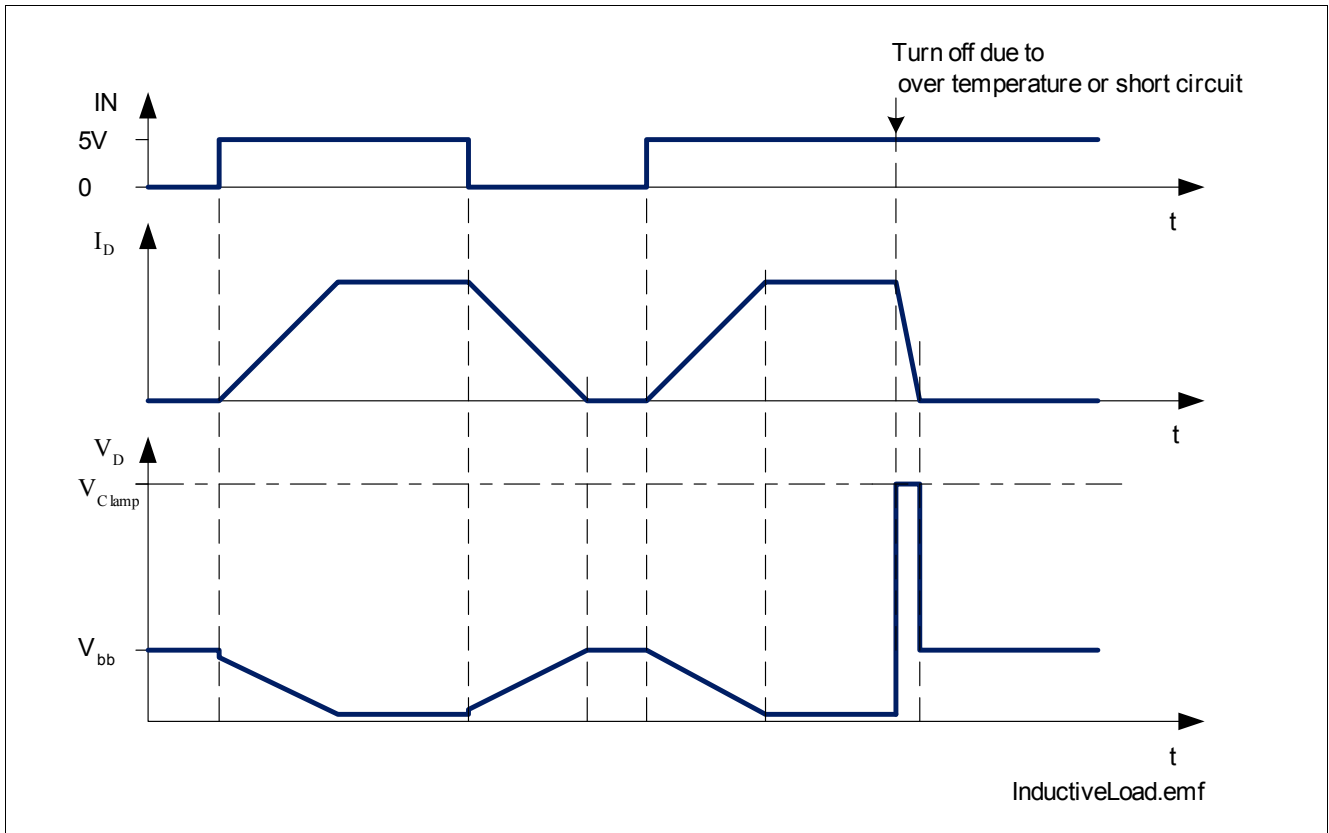 Turn off due to
over temperature or short circuit
IN
5V
0
t
I_D
t
V_D
V_Clamp
V_bb
t
InductiveLoad.emf